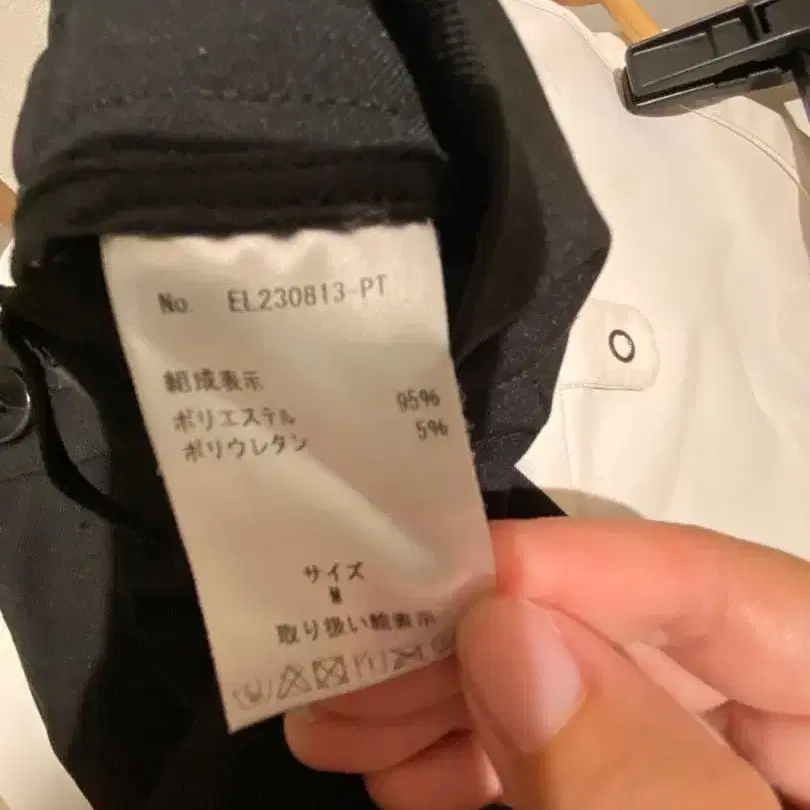 No. EL230813-PT
組成表示
ポリエステル 95%
ポリウレタン 5%
サイズ
M
取り扱い絵表示